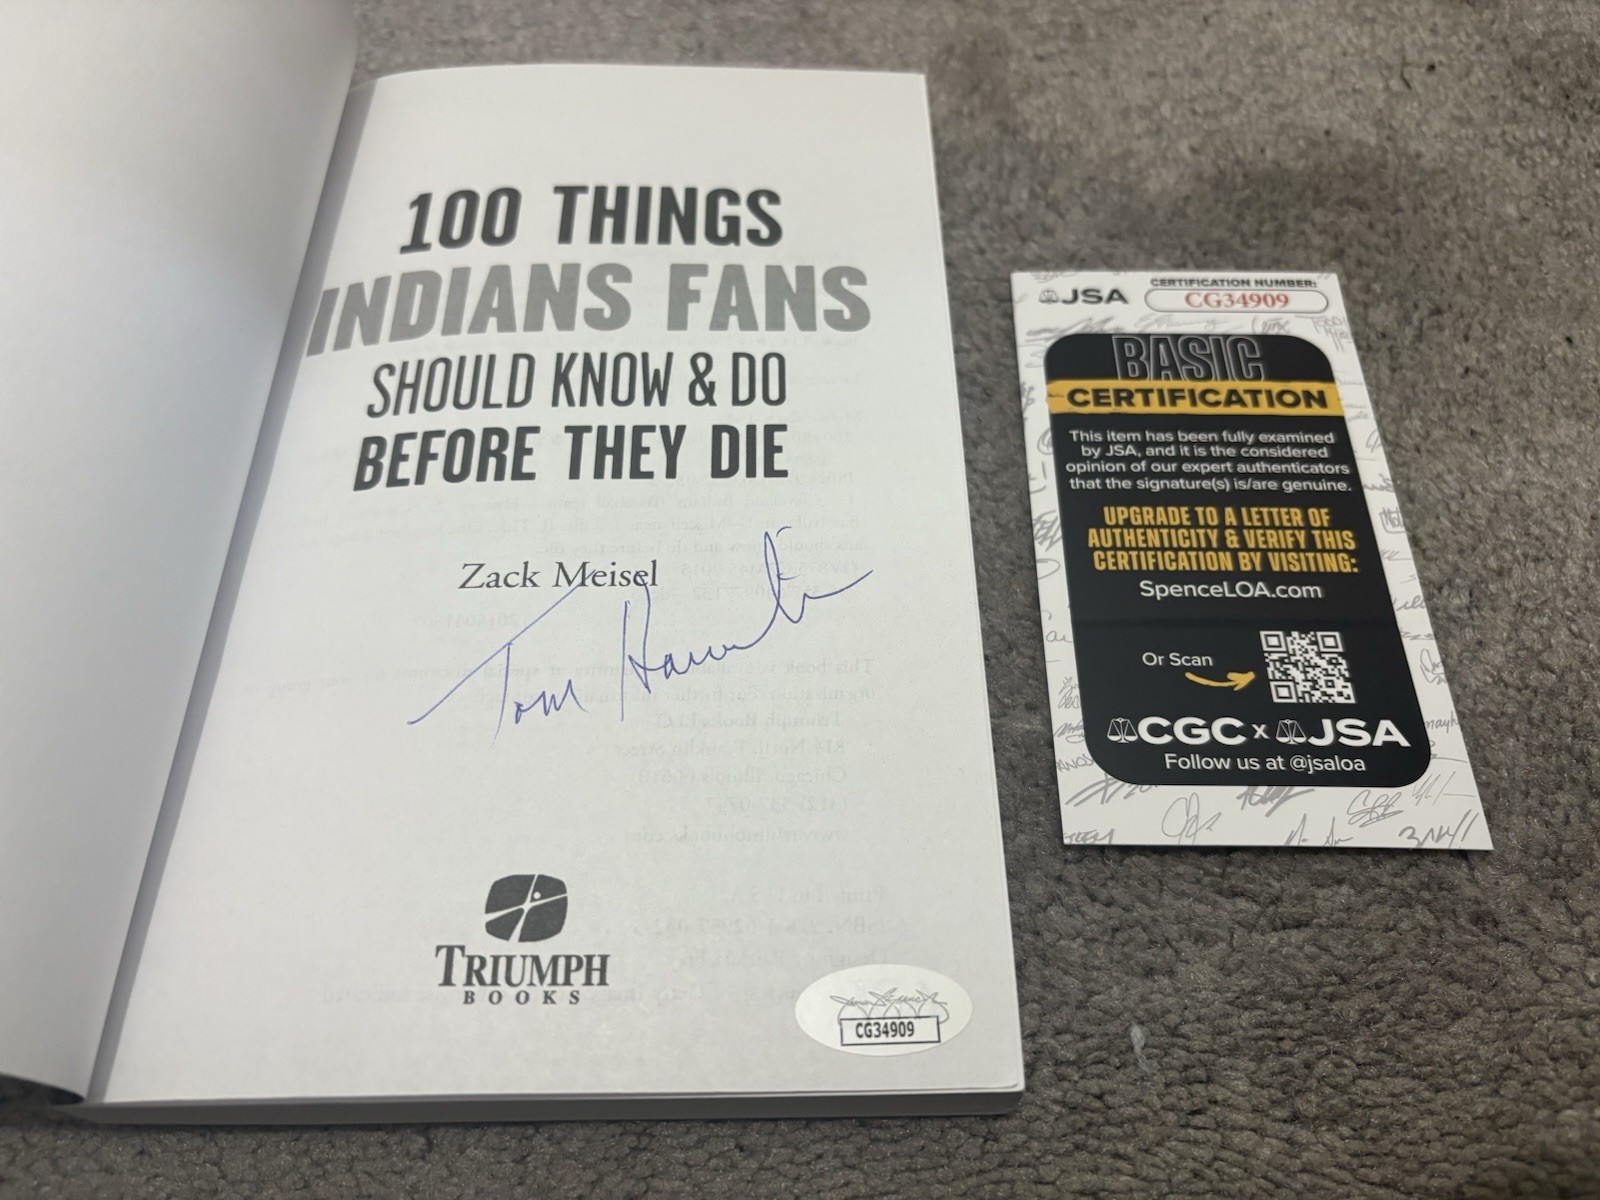 100 THINGS
INDIANS FANS
SHOULD KNOW & DO
BEFORE THEY DIE
Zack Meisel
Tom
TRIUMPH
BOOKS
CG34909
JSA
CERTIFICATION NUMBER:
CG34909
BASIC
CERTIFICATION
This item has been fully examined
by JSA, and it is the considered
opinion of our expert authenticators
that the signature(s) is/are genuine.
UPGRADE TO A LETTER OF
AUTHENTICITY & VERIFY THIS
CERTIFICATION BY VISITING:
SpenceLOA.com
Or Scan
CGC x JSA
Follow us at @jsaloa